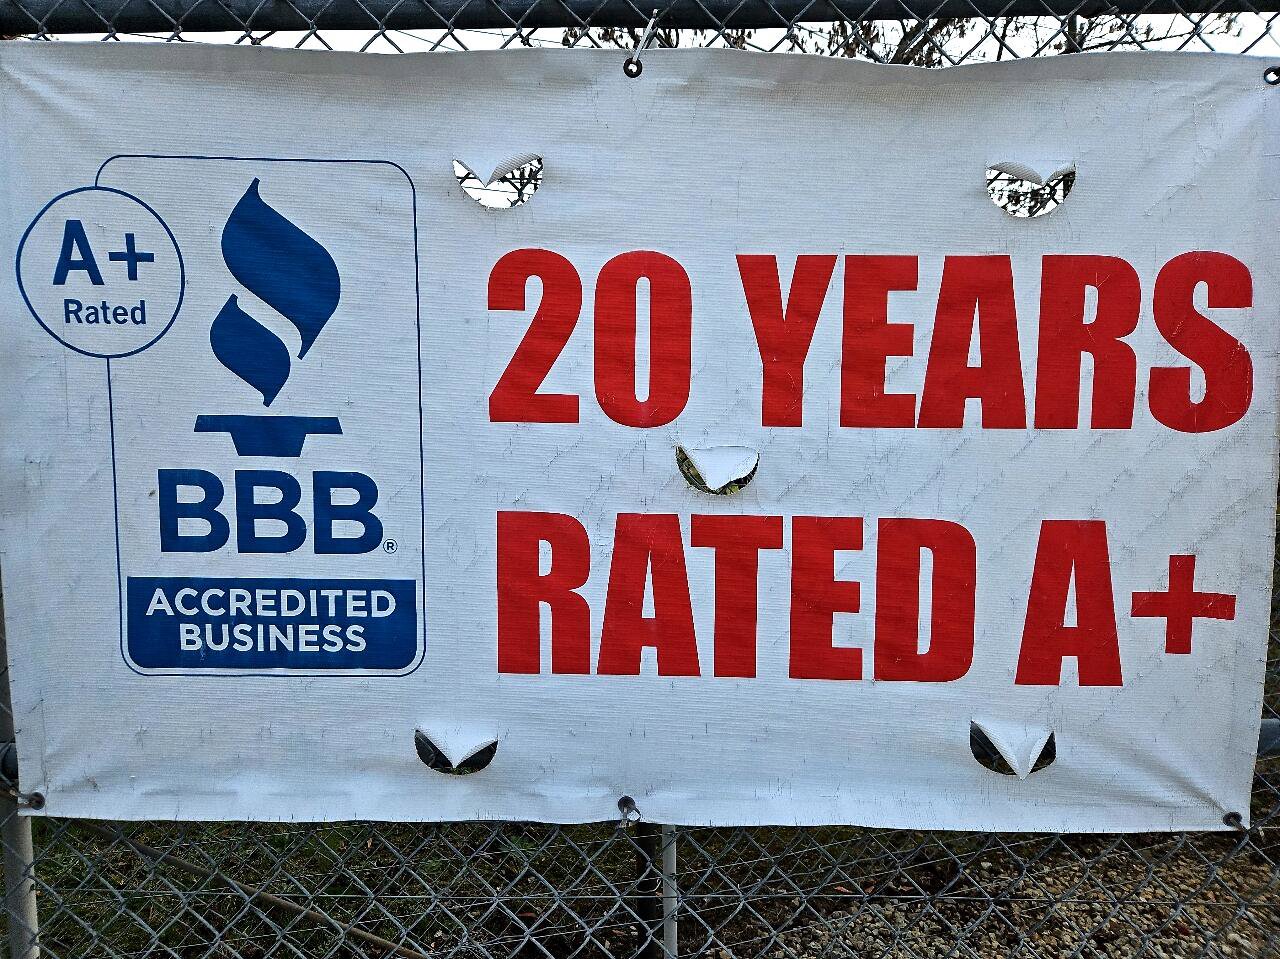 A+
Rated
BBB®
ACCREDITED
BUSINESS
20 YEARS
RATED A+